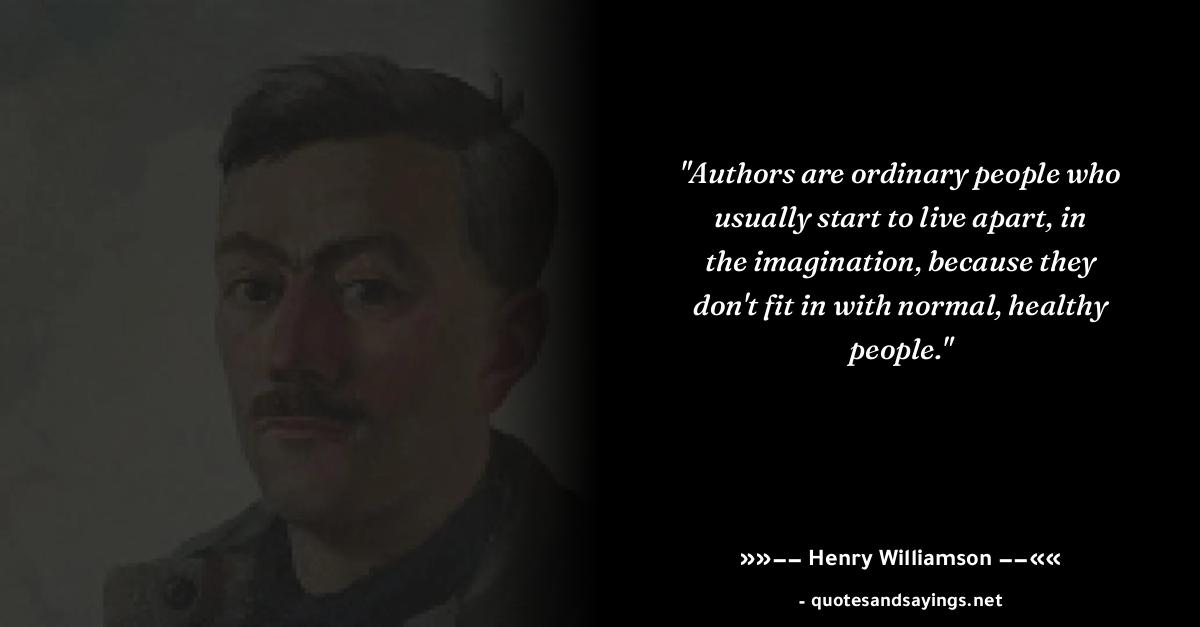 "Authors are ordinary people who
usually start to live apart, in
the imagination, because they
don't fit in with normal, healthy
people."
»»−− Henry Williamson −−««
- quotesandsayings.net